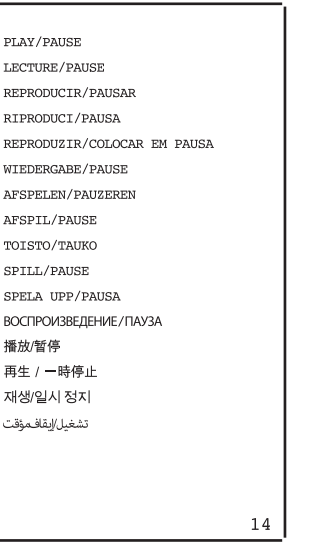 PLAY/PAUSE
LECTURE/PAUSE
REPRODUCIR/PAUSAR
RIPRODUCI/PAUSA
REPRODUZIR/COLOCAR EM PAUSA
WIEDERGABE/PAUSE
AFSPELEN/PAUZEREN
AFSPIL/PAUSE
TOISTO/TAUKO
SPILL/PAUSE
SPELA UPP/PAUSA
ВОСПРОИЗВЕДЕНИЕ/ПАУЗА
播放/暂停
再生 / 一時停止
재생/일시 정지
تشغيل/إيقاف مؤقت
14